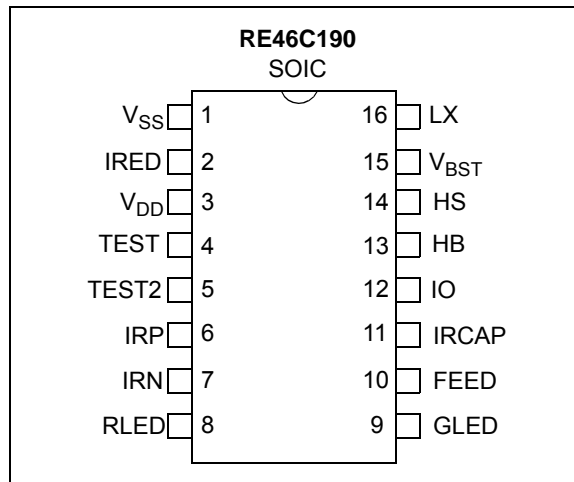 RE46C190
SOIC
VSS 1 16 LX
IRED 2 15 VBST
VDD 3 14 HS
TEST 4 13 HB
TEST2 5 12 IO
IRP 6 11 IRCAP
IRN 7 10 FEED
RLED 8 9 GLED